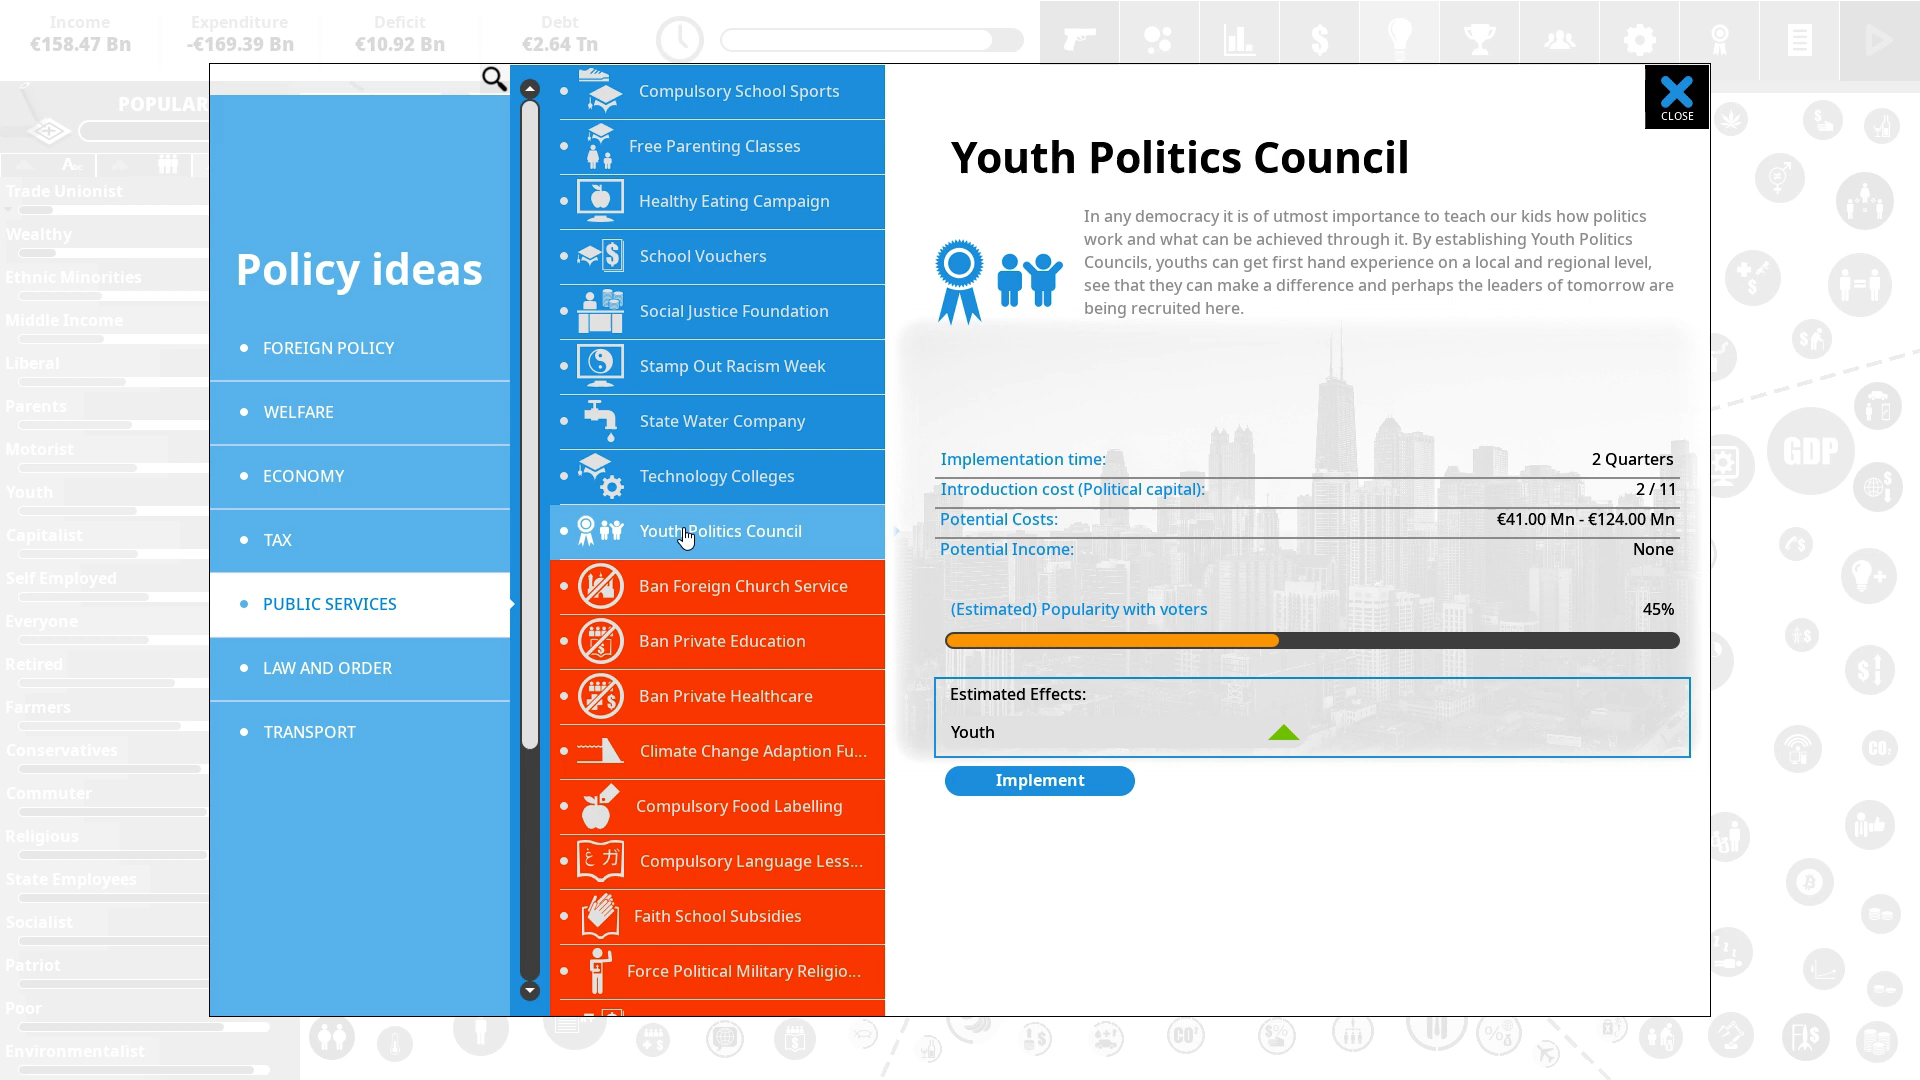 Income
€158.47 Bn
Expenditure
-€169.39 Bn
Deficit
€10.92 Bn
Debt
€2.64 Tn
POPULAR
Trade Unionist
Wealthy
Ethnic Minorities
Middle Income
Liberal
Parents
Motorist
Youth
Capitalist
Self Employed
Everyone
Retired
Farmers
Conservatives
Commuter
Religious
State Employees
Socialist
Patriot
Poor
Environmentalist
Policy ideas
FOREIGN POLICY
WELFARE
ECONOMY
TAX
PUBLIC SERVICES
LAW AND ORDER
TRANSPORT
Compulsory School Sports
Free Parenting Classes
Healthy Eating Campaign
School Vouchers
Social Justice Foundation
Stamp Out Racism Week
State Water Company
Technology Colleges
Youth Politics Council
Ban Foreign Church Service
Ban Private Education
Ban Private Healthcare
Climate Change Adaption Fu...
Compulsory Food Labelling
Compulsory Language Less...
Faith School Subsidies
Force Political Military Religio...
CLOSE
Youth Politics Council
In any democracy it is of utmost importance to teach our kids how politics
work and what can be achieved through it. By establishing Youth Politics
Councils, youths can get first hand experience on a local and regional level,
see that they can make a difference and perhaps the leaders of tomorrow are
being recruited here.
Implementation time: 2 Quarters
Introduction cost (Political capital): 2 / 11
Potential Costs: €41.00 Mn - €124.00 Mn
Potential Income: None
(Estimated) Popularity with voters 45%
Estimated Effects:
Youth
Implement
GDP